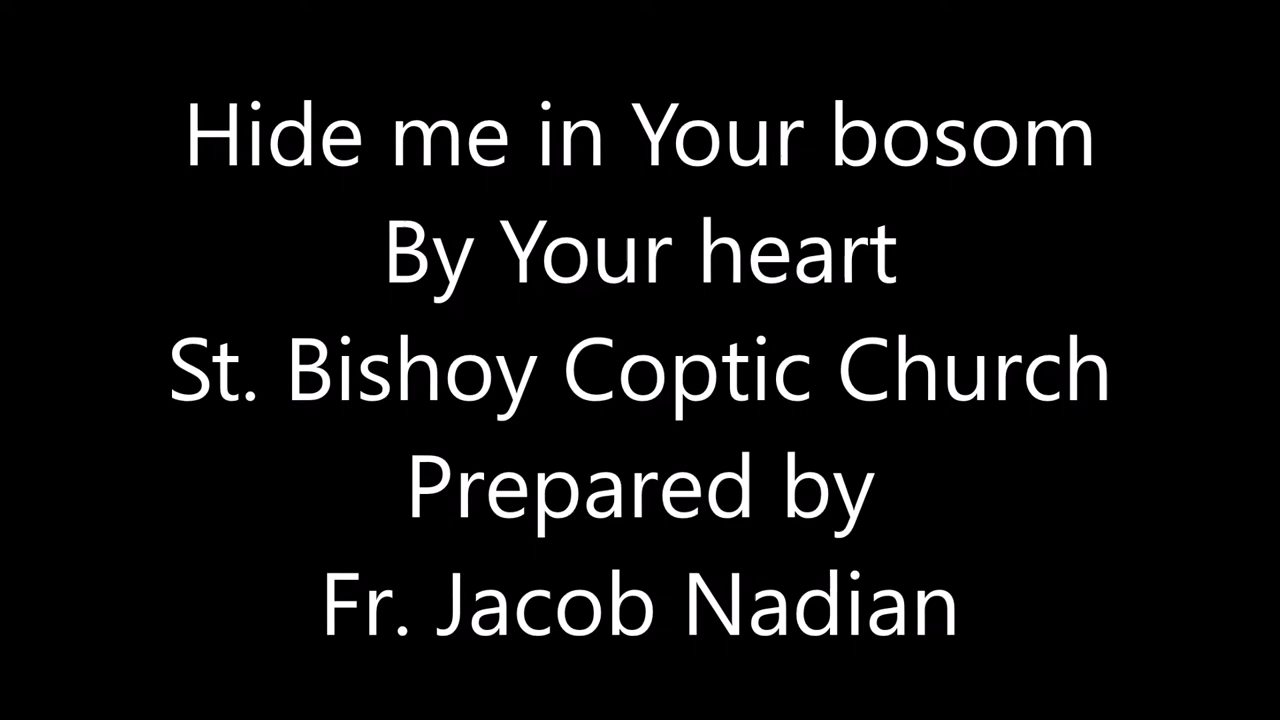 Hide me in Your bosom
By Your heart
St. Bishoy Coptic Church
Prepared by
Fr. Jacob Nadian